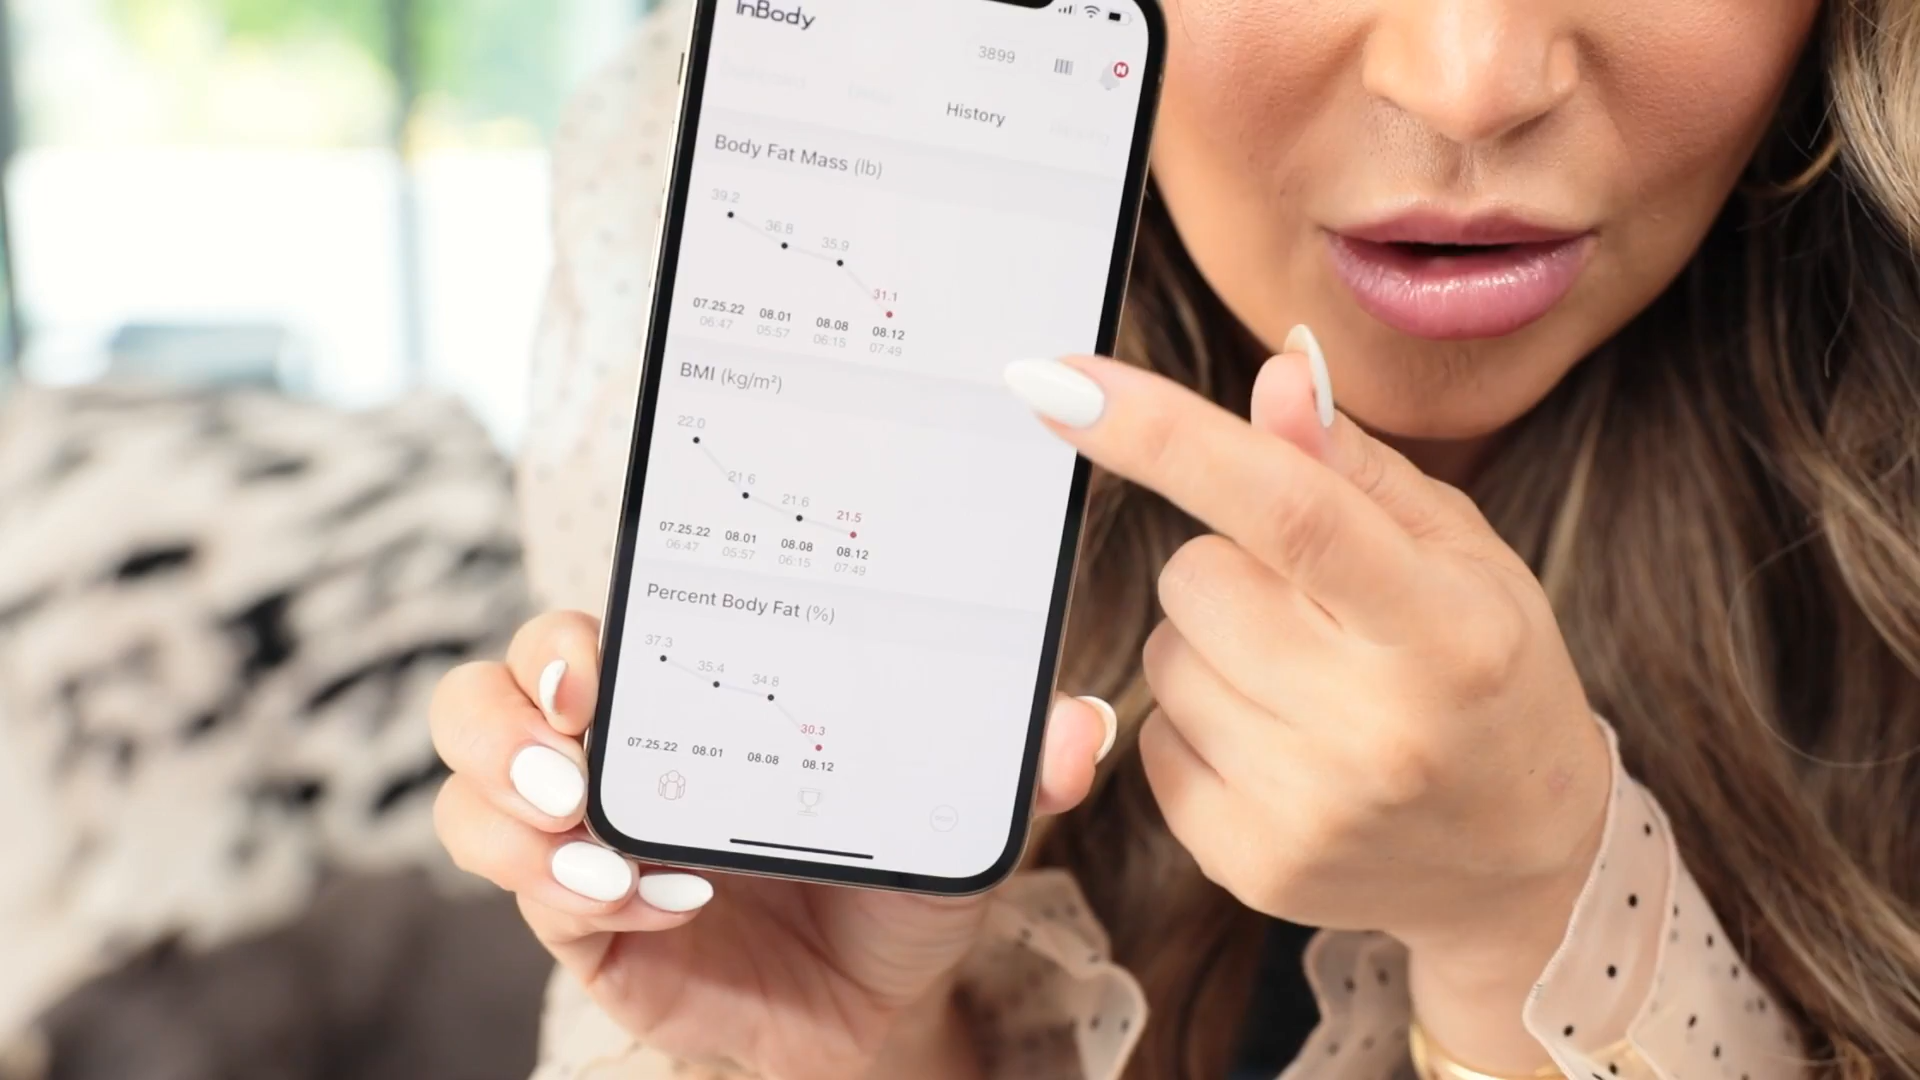 InBody
3899
History
Body Fat Mass (lb)
39.2 36.8 35.9 31.1
07.25.22 08.01 08.08 08.12
06:47 05:57 06:15 07:49
BMI (kg/m²)
22.0 21.6 21.6 21.5
07.25.22 08.01 08.08 08.12
06:47 05:57 06:15 07:49
Percent Body Fat (%)
37.3 35.4 34.8 30.3
07.25.22 08.01 08.08 08.12